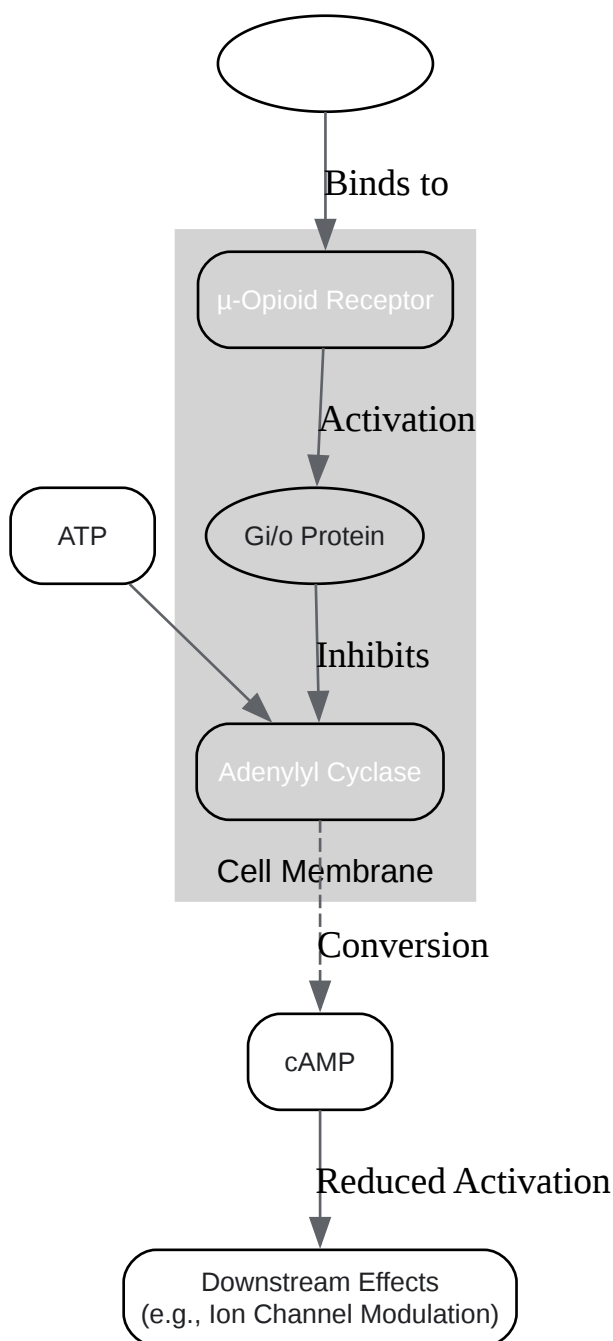 Binds to
µ-Opioid Receptor
Activation
ATP
Gi/o Protein
Inhibits
Adenylyl Cyclase
Cell Membrane
Conversion
cAMP
Reduced Activation
Downstream Effects
(e.g., Ion Channel Modulation)